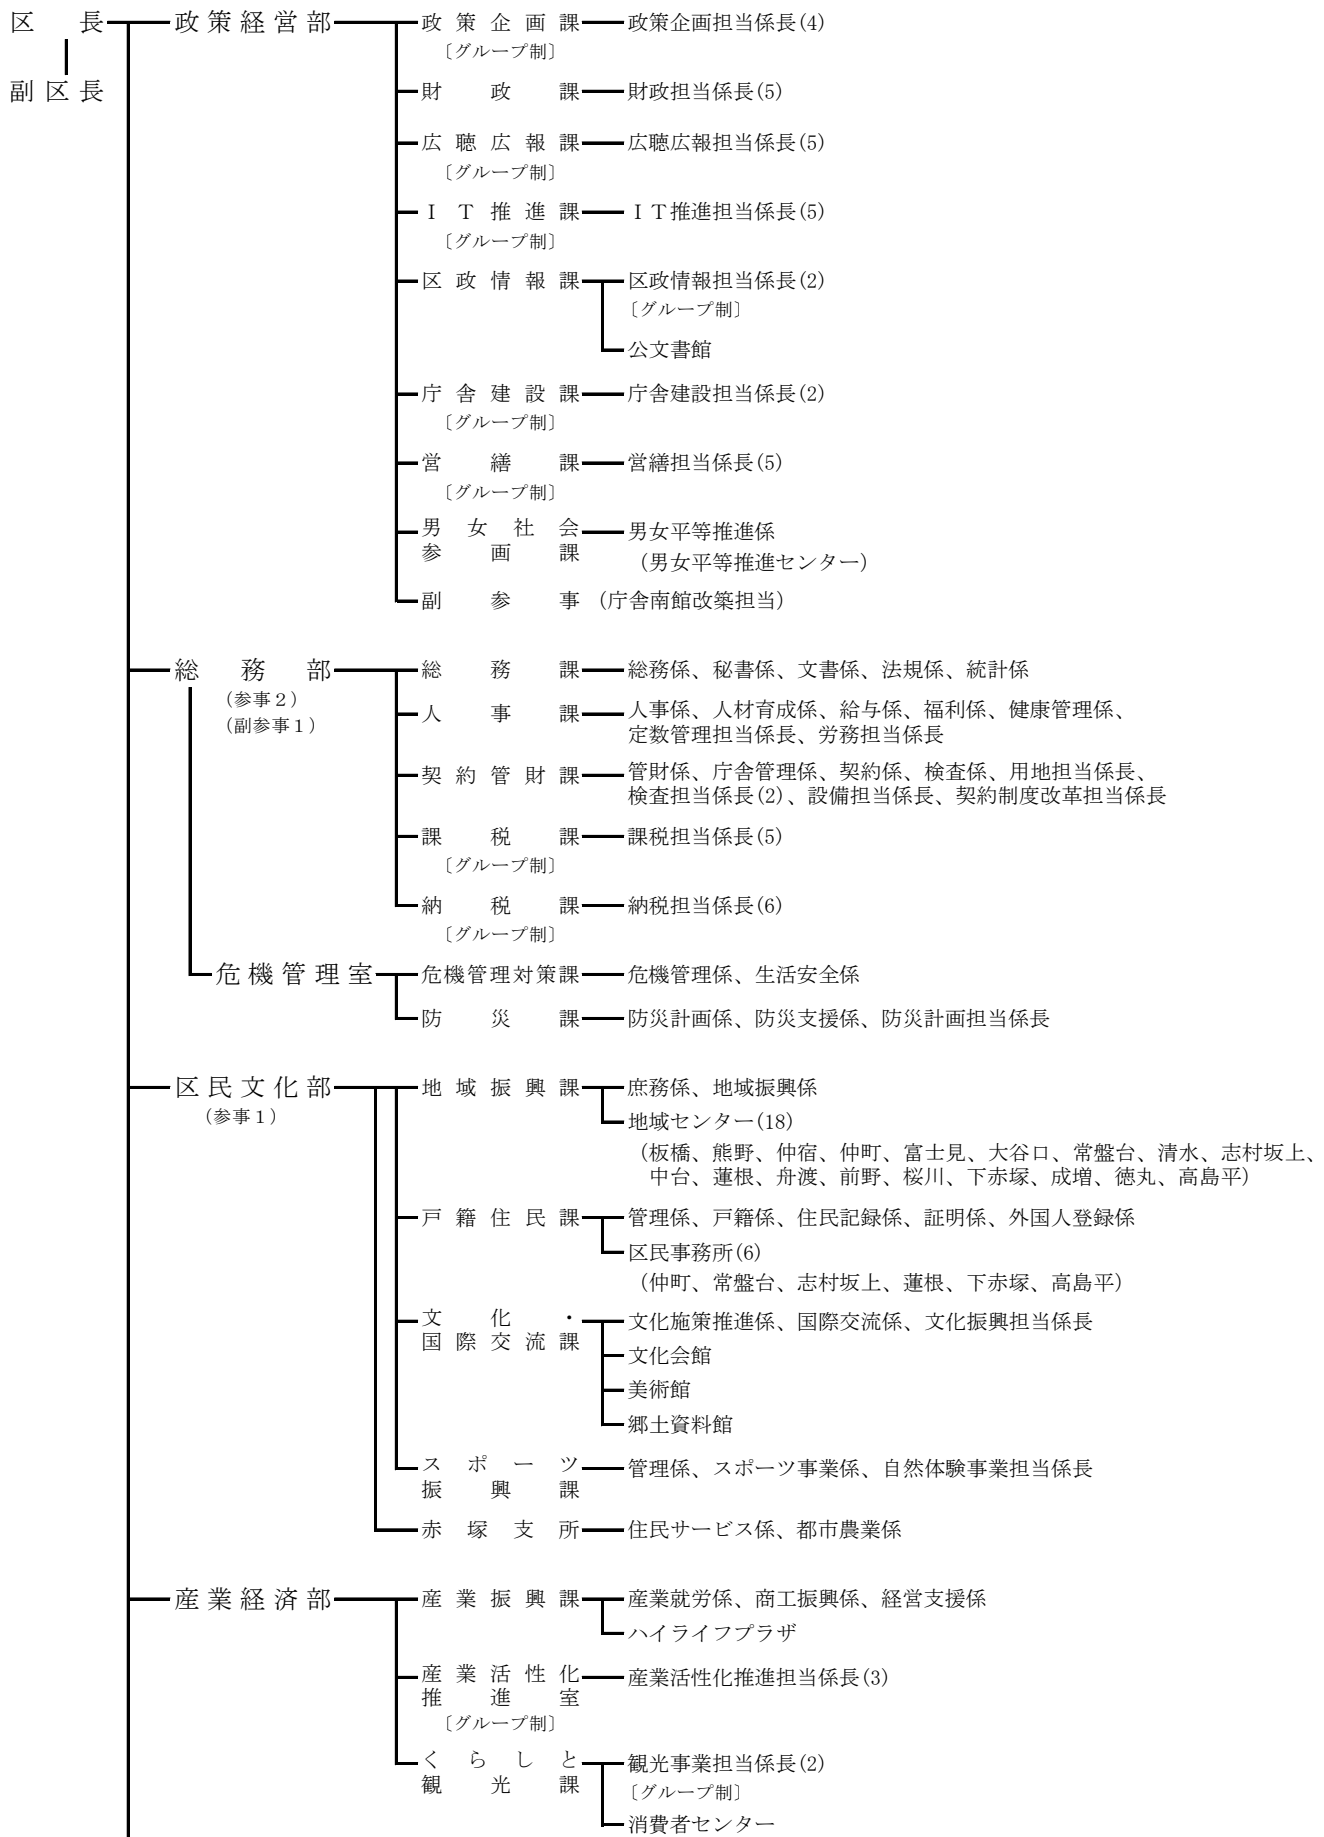 区長 政策経営部 政策企画課 政策企画担当係長(4)
〔グループ制〕
副区長 財政課 財政担当係長(5)
広聴広報課 広聴広報担当係長(5)
〔グループ制〕
ＩＴ推進課 ＩＴ推進担当係長(5)
〔グループ制〕
区政情報課 区政情報担当係長(2)
〔グループ制〕
公文書館
庁舎建設課 庁舎建設担当係長(2)
〔グループ制〕
営繕課 営繕担当係長(5)
〔グループ制〕
男女社会 男女平等推進係
参画課 (男女平等推進センター)
副参事 (庁舎南館改築担当)
総務部 総務課 総務係、秘書係、文書係、法規係、統計係
(参事２)
(副参事１)
人事課 人事係、人材育成係、給与係、福利係、健康管理係、
定数管理担当係長、労務担当係長
契約管財課 管財係、庁舎管理係、契約係、検査係、用地担当係長、
検査担当係長(2)、設備担当係長、契約制度改革担当係長
課税課 課税担当係長(5)
〔グループ制〕
納税課 納税担当係長(6)
〔グループ制〕
危機管理室 危機管理対策課 危機管理係、生活安全係
防災課 防災計画係、防災支援係、防災計画担当係長
区民文化部 地域振興課 庶務係、地域振興係
(参事１)
地域センター(18)
(板橋、熊野、仲宿、仲町、富士見、大谷口、常盤台、清水、志村坂上、
中台、蓮根、舟渡、前野、桜川、下赤塚、成増、徳丸、高島平)
戸籍住民課 管理係、戸籍係、住民記録係、証明係、外国人登録係
区民事務所(6)
(仲町、常盤台、志村坂上、蓮根、下赤塚、高島平)
文化・ 文化施策推進係、国際交流係、文化振興担当係長
国際交流課
文化会館
美術館
郷土資料館
スポーツ 管理係、スポーツ事業係、自然体験事業担当係長
振興課
赤塚支所 住民サービス係、都市農業係
産業経済部 産業振興課 産業就労係、商工振興係、経営支援係
ハイライフプラザ
産業活性化 産業活性化推進担当係長(3)
推進室
〔グループ制〕
くらしと 観光事業担当係長(2)
観光課 〔グループ制〕
消費者センター